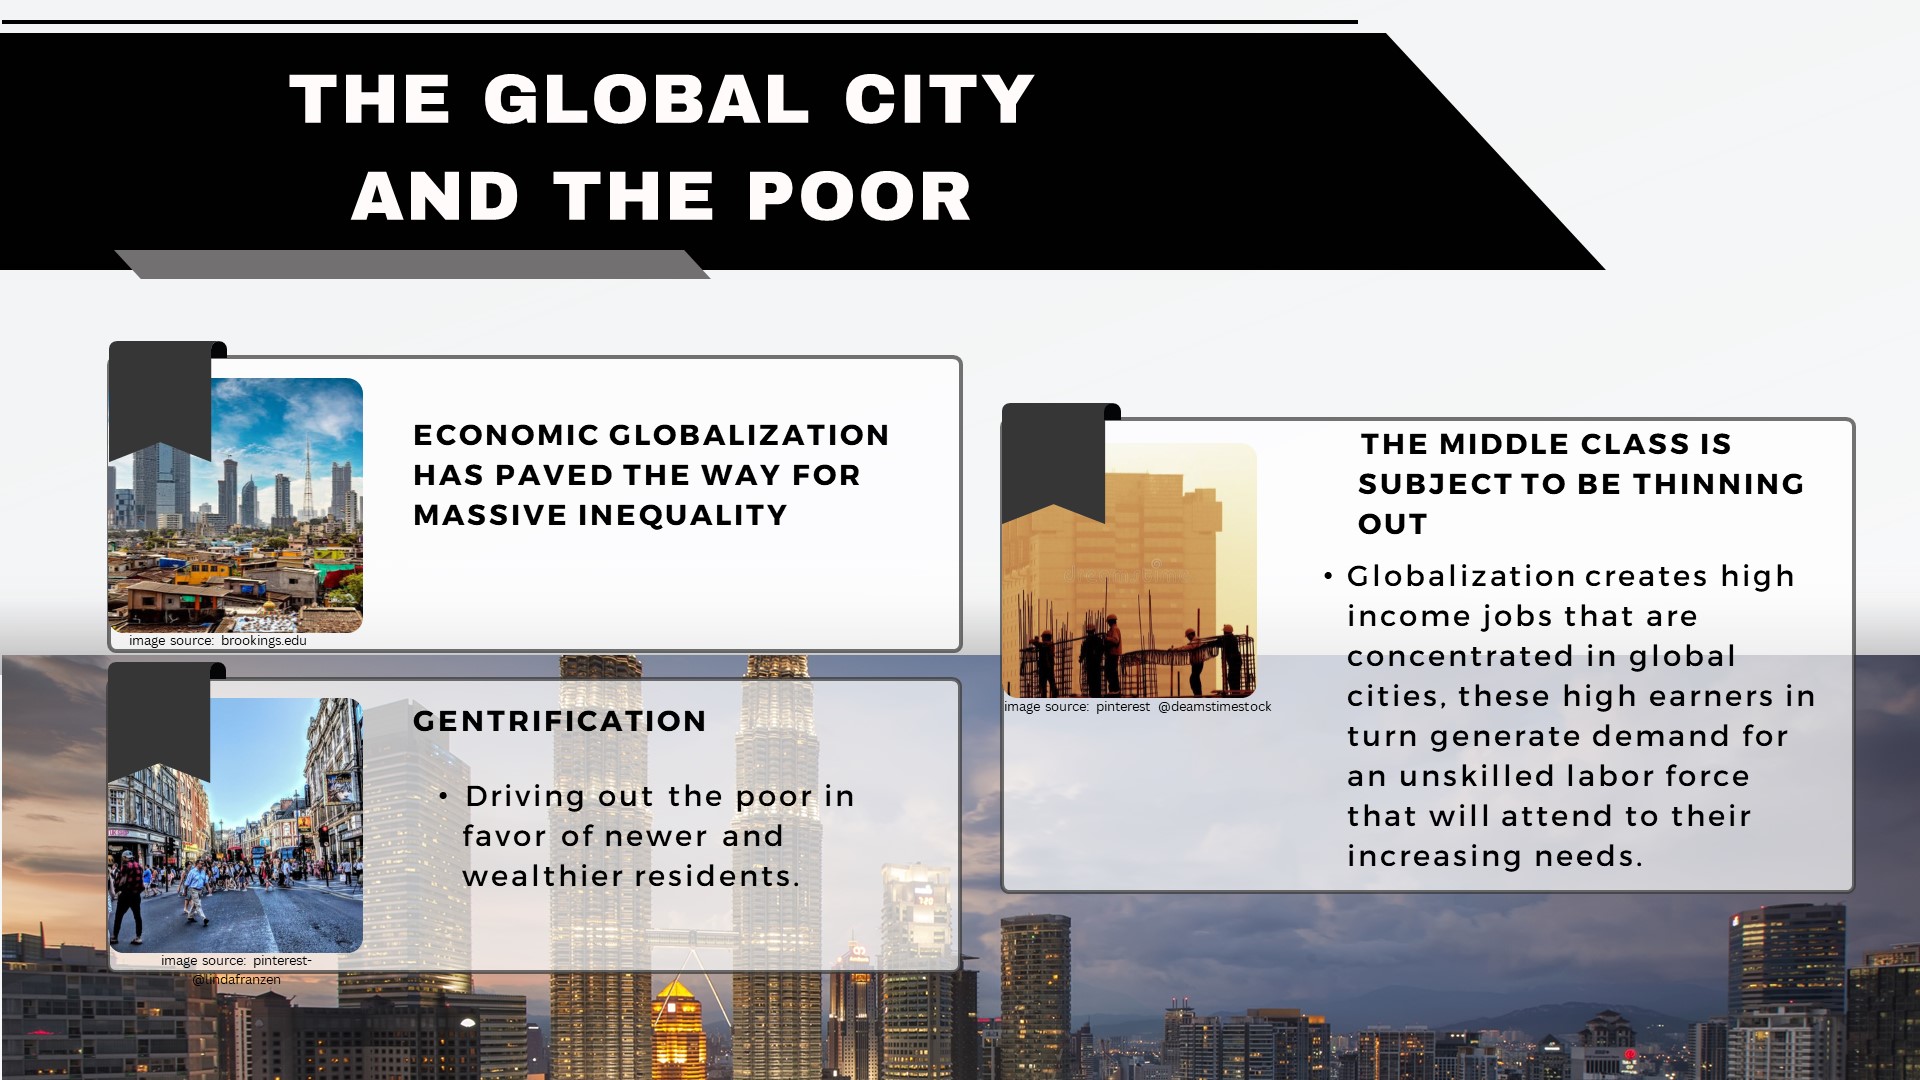 THE GLOBAL CITY
AND THE POOR
ECONOMIC GLOBALIZATION
HAS PAVED THE WAY FOR
MASSIVE INEQUALITY
image source: brookings.edu
GENTRIFICATION
• Driving out the poor in
favor of newer and
wealthier residents.
image source: pinterest-
@lindafranzen
THE MIDDLE CLASS IS
SUBJECT TO BE THINNING
OUT
• Globalization creates high
income jobs that are
concentrated in global
cities, these high earners in
turn generate demand for
an unskilled labor force
that will attend to their
increasing needs.
image source: pinterest @deamstimestock